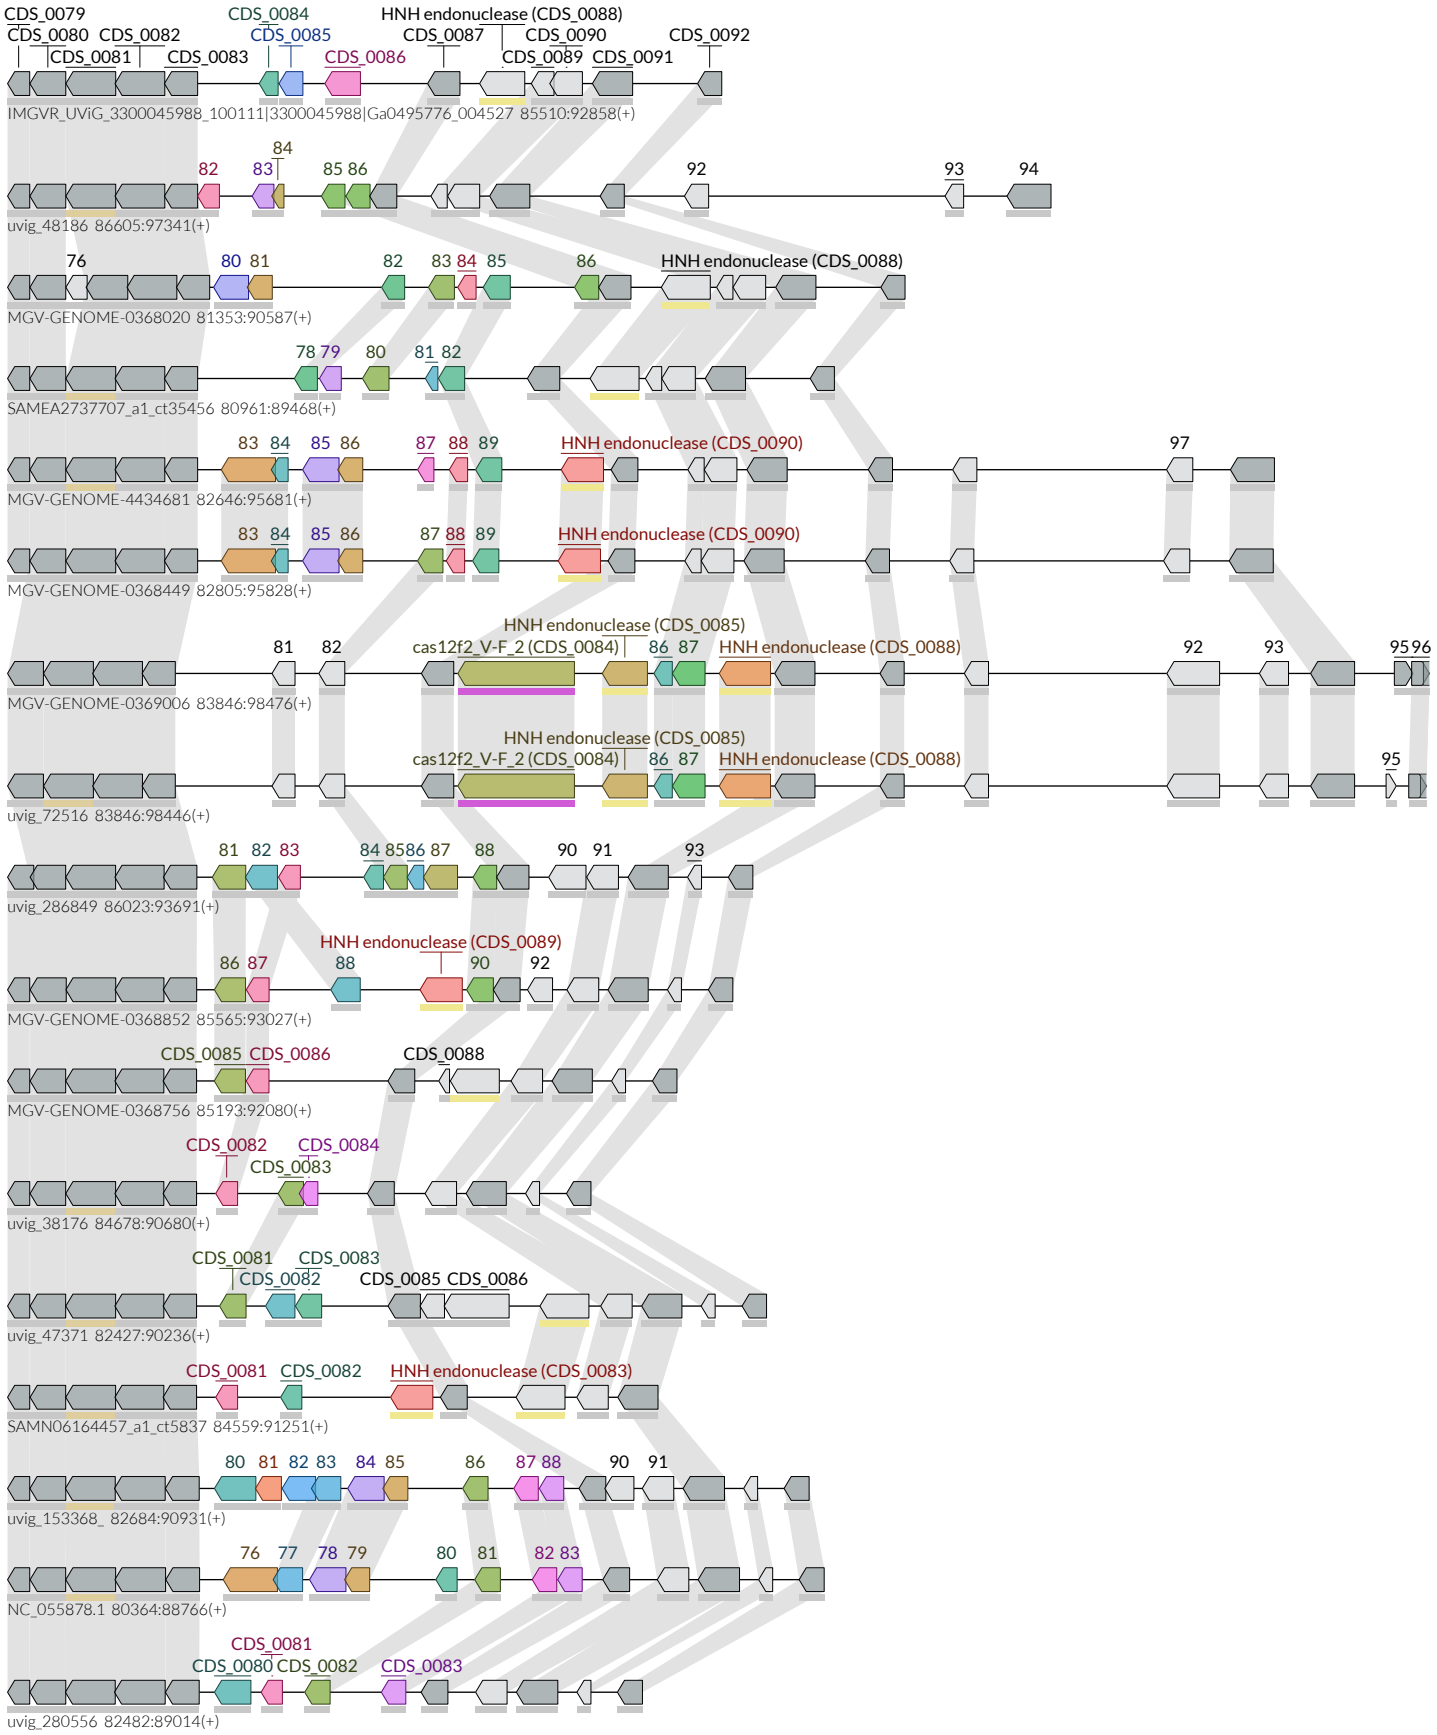 CDS_0079 CDS_0084 HNH endonuclease (CDS_0088)
CDS_0080 CDS_0082 CDS_0085 CDS_0087 CDS_0090 CDS_0092
CDS_0081 CDS_0083 CDS_0086 CDS_0089 CDS_0091
IMGVR_UViG_3300045988_100111|3300045988|Ga0495776_004527 85510:92858(+)
84
82 83 85 86 92 93 94
uvig_48186 86605:97341(+)
76 80 81 82 83 84 85 86 HNH endonuclease (CDS_0088)
MGV-GENOME-0368020 81353:90587(+)
78 79 80 81 82
SAMEA2737707_a1_ct35456 80961:89468(+)
83 84 85 86 87 88 89 HNH endonuclease (CDS_0090) 97
MGV-GENOME-4434681 82646:95681(+)
83 84 85 86 87 88 89 HNH endonuclease (CDS_0090)
MGV-GENOME-0368449 82805:95828(+)
HNH endonuclease (CDS_0085)
81 82 cas12f2_V-F_2 (CDS_0084) 86 87 HNH endonuclease (CDS_0088) 92 93 95 96
MGV-GENOME-0369006 83846:98476(+)
HNH endonuclease (CDS_0085)
cas12f2_V-F_2 (CDS_0084) 86 87 HNH endonuclease (CDS_0088) 95
uvig_72516 83846:98446(+)
81 82 83 84 85 86 87 88 90 91 93
uvig_286849 86023:93691(+)
HNH endonuclease (CDS_0089)
86 87 88 90 92
MGV-GENOME-0368852 85565:93027(+)
CDS_0085 CDS_0086 CDS_0088
MGV-GENOME-0368756 85193:92080(+)
CDS_0082 CDS_0084
CDS_0083
uvig_38176 84678:90680(+)
CDS_0081 CDS_0083
CDS_0082 CDS_0085 CDS_0086
uvig_47371 82427:90236(+)
CDS_0081 CDS_0082 HNH endonuclease (CDS_0083)
SAMN06164457_a1_ct5837 84559:91251(+)
80 81 82 83 84 85 86 87 88 90 91
uvig_153368_ 82684:90931(+)
76 77 78 79 80 81 82 83
NC_055878.1 80364:88766(+)
CDS_0081
CDS_0080 CDS_0082 CDS_0083
uvig_280556 82482:89014(+)